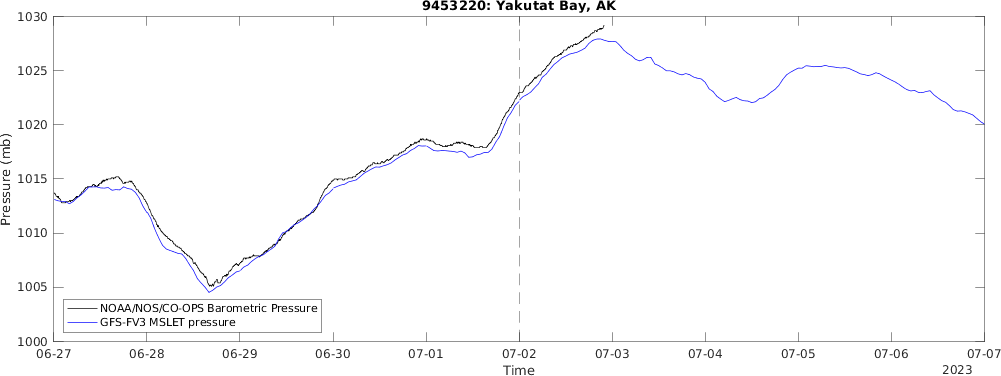 9453220: Yakutat Bay, AK
Pressure (mb)
1030
1025
1020
1015
1010
1005
1000
NOAA/NOS/CO-OPS Barometric Pressure
GFS-FV3 MSLET pressure
06-27 06-28 06-29 06-30 07-01 07-02 07-03 07-04 07-05 07-06 07-07
Time
2023